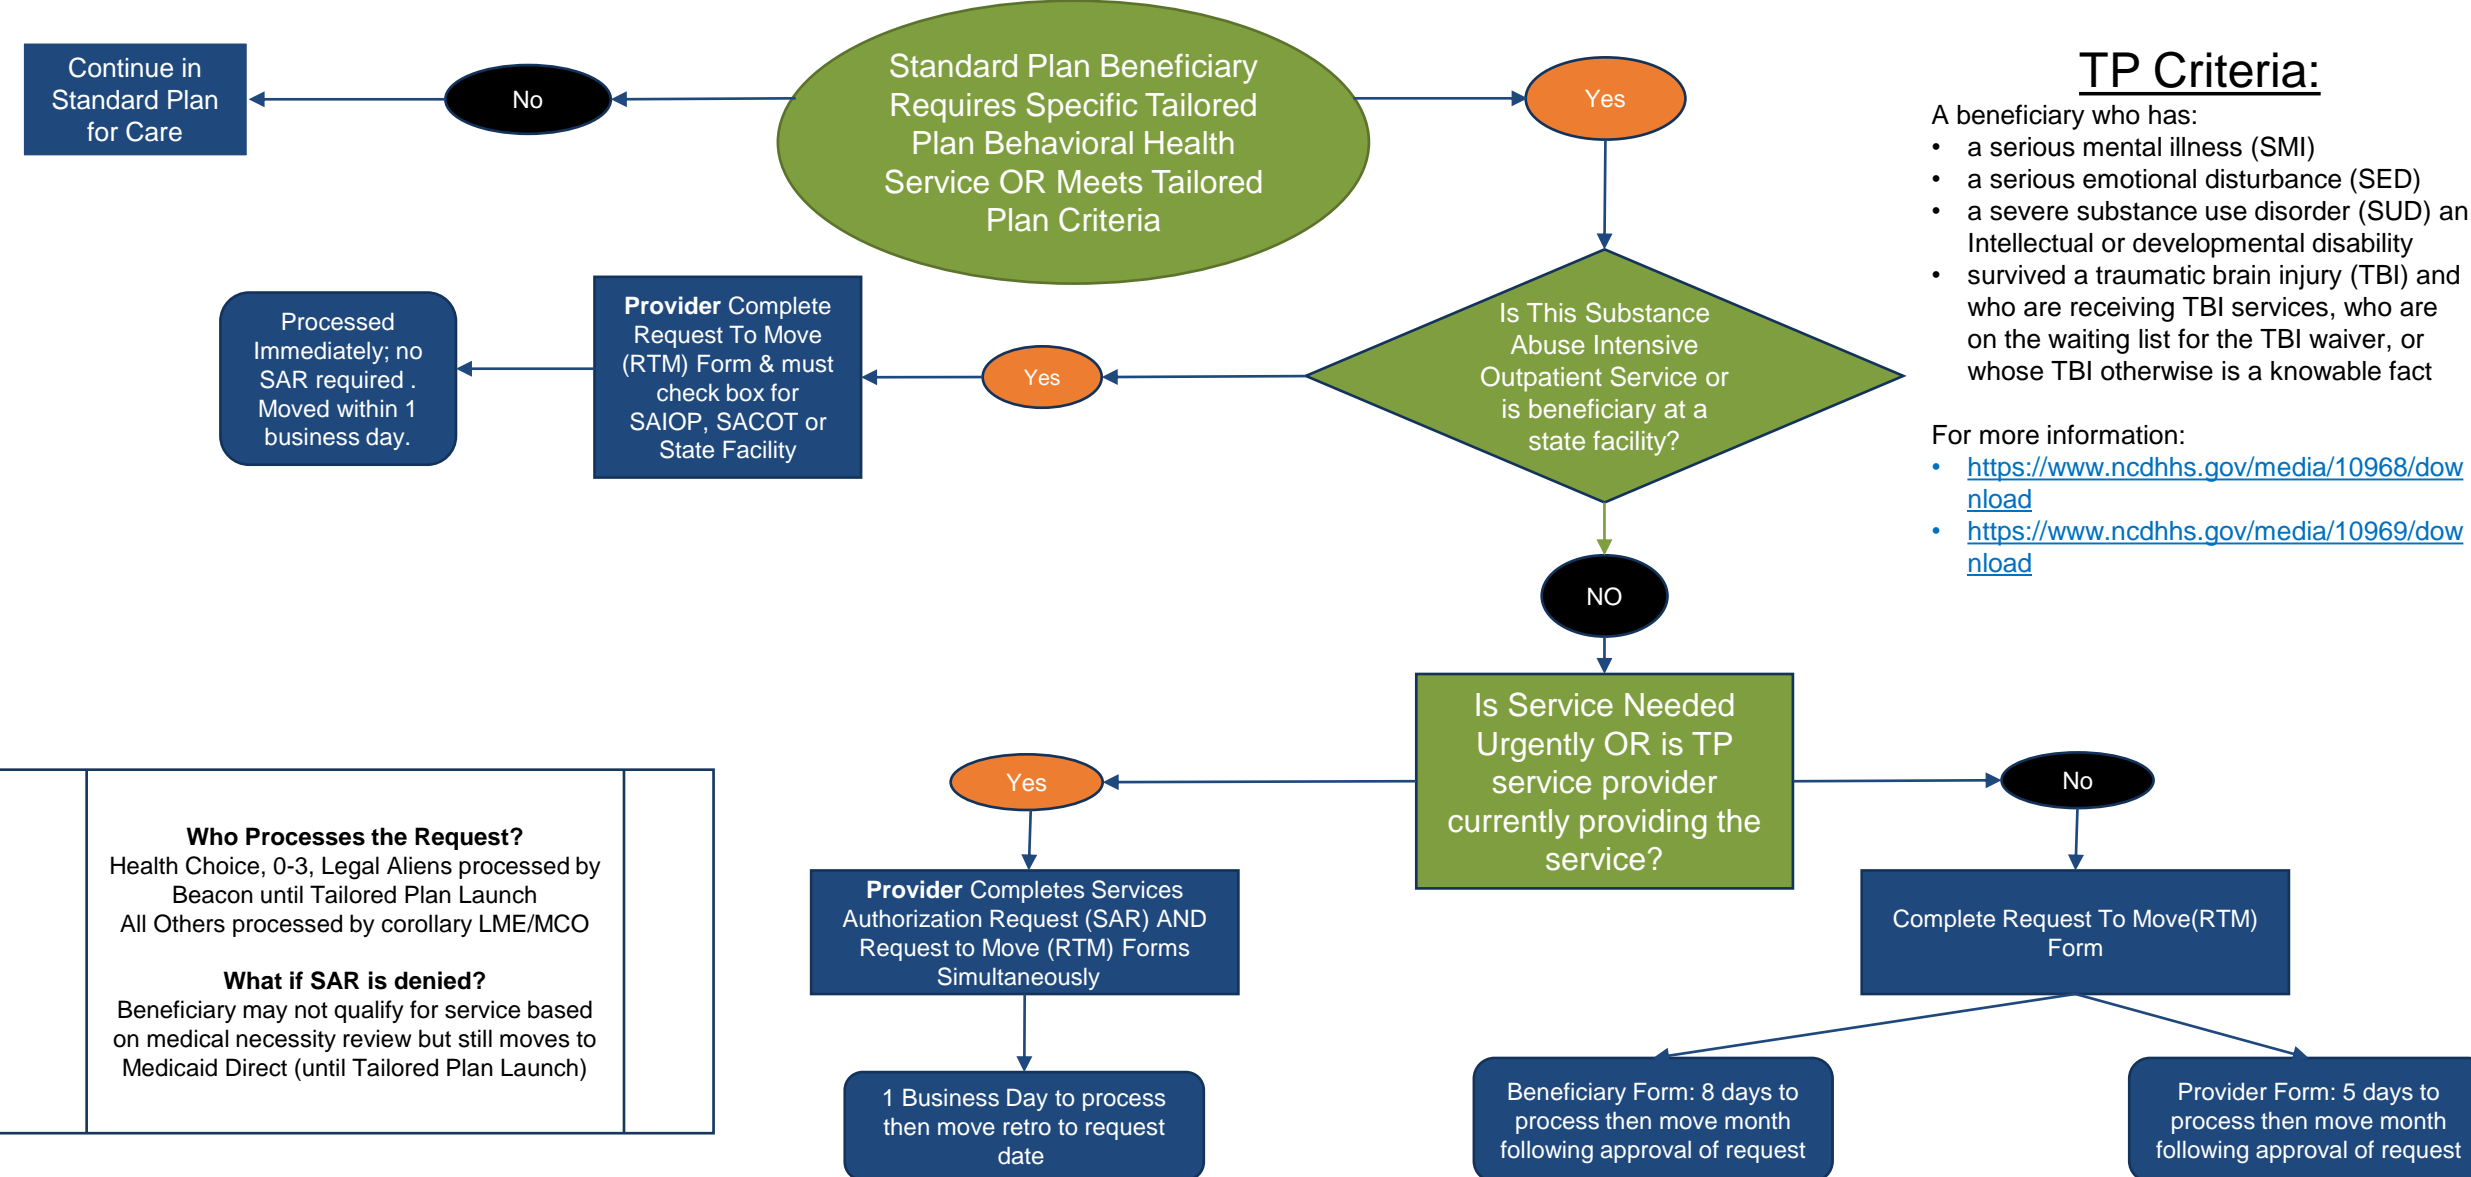 Continue in
Standard Plan
for Care
No
Standard Plan Beneficiary
Requires Specific Tailored
Plan Behavioral Health
Service OR Meets Tailored
Plan Criteria
Yes
TP Criteria:
A beneficiary who has:
• a serious mental illness (SMI)
• a serious emotional disturbance (SED)
• a severe substance use disorder (SUD) an
Intellectual or developmental disability
• survived a traumatic brain injury (TBI) and
who are receiving TBI services, who are
on the waiting list for the TBI waiver, or
whose TBI otherwise is a knowable fact
For more information:
• https://www.ncdhhs.gov/media/10968/dow
nload
• https://www.ncdhhs.gov/media/10969/dow
nload
Processed
Immediately; no
SAR required .
Moved within 1
business day.
Provider Complete
Request To Move
(RTM) Form & must
check box for
SAIOP, SACOT or
State Facility
Yes
Is This Substance
Abuse Intensive
Outpatient Service or
is beneficiary at a
state facility?
NO
Is Service Needed
Urgently OR is TP
service provider
currently providing the
service?
Yes
No
Who Processes the Request?
Health Choice, 0-3, Legal Aliens processed by
Beacon until Tailored Plan Launch
All Others processed by corollary LME/MCO
What if SAR is denied?
Beneficiary may not qualify for service based
on medical necessity review but still moves to
Medicaid Direct (until Tailored Plan Launch)
Provider Completes Services
Authorization Request (SAR) AND
Request to Move (RTM) Forms
Simultaneously
Complete Request To Move(RTM)
Form
1 Business Day to process
then move retro to request
date
Beneficiary Form: 8 days to
process then move month
following approval of request
Provider Form: 5 days to
process then move month
following approval of request